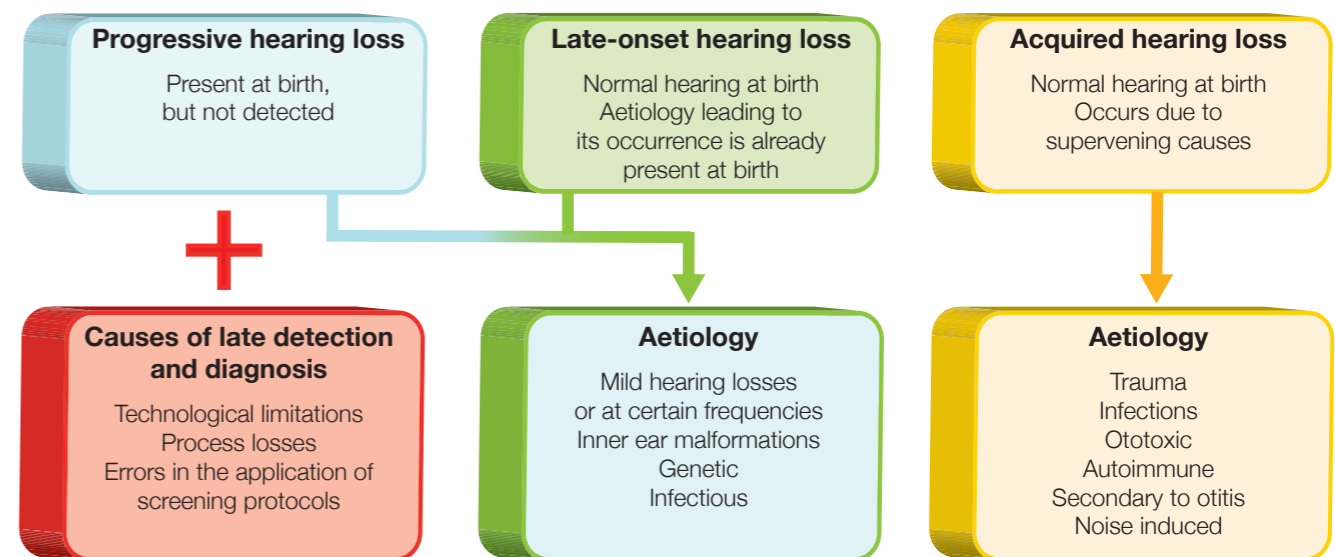 Progressive hearing loss
Present at birth,
but not detected
Late-onset hearing loss
Normal hearing at birth
Aetiology leading to
its occurrence is already
present at birth
Acquired hearing loss
Normal hearing at birth
Occurs due to
supervening causes
Causes of late detection
and diagnosis
Technological limitations
Process losses
Errors in the application of
screening protocols
Aetiology
Mild hearing losses
or at certain frequencies
Inner ear malformations
Genetic
Infectious
Aetiology
Trauma
Infections
Ototoxic
Autoimmune
Secondary to otitis
Noise induced